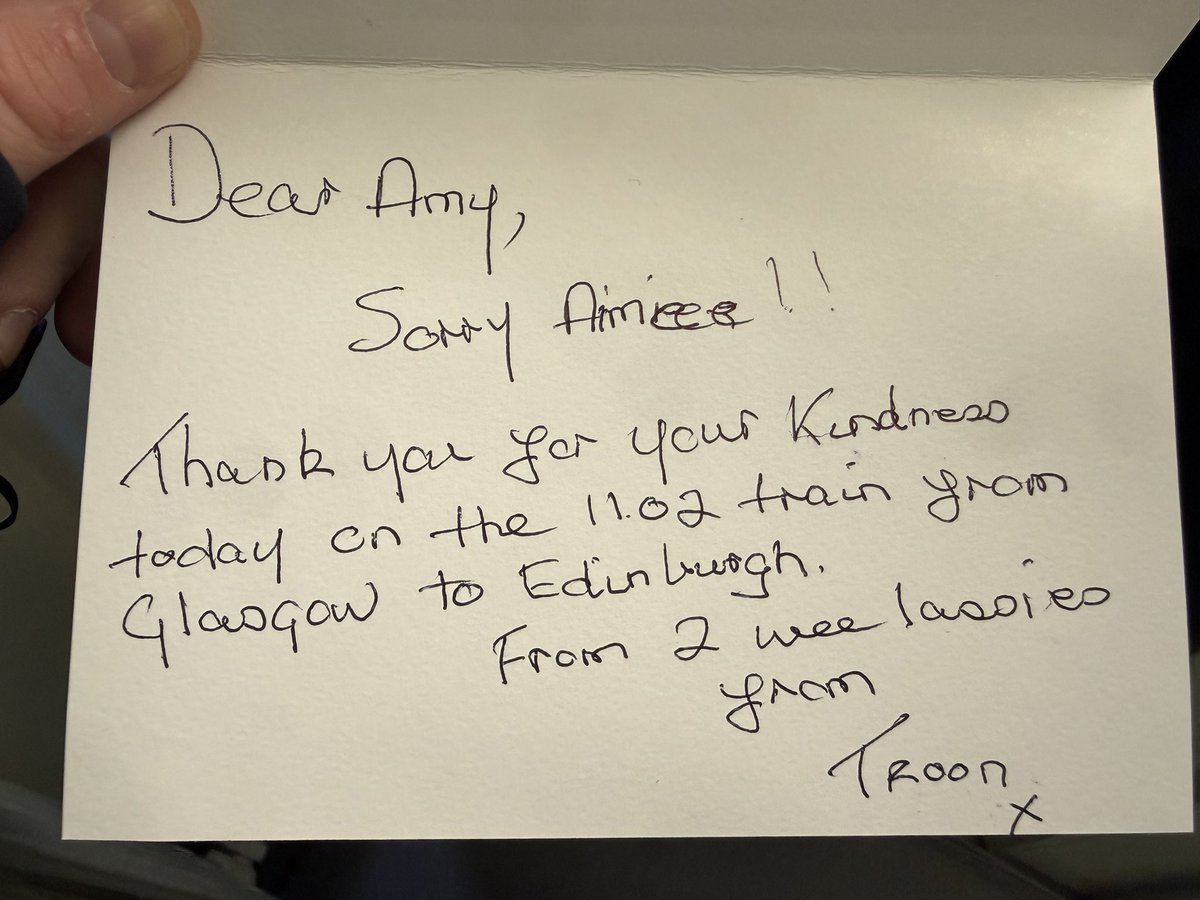 Dear Amy,
Sorry Aimiee!!
Thank you for your Kindness
today on the 11.02 train from
Glasgow to Edinburgh.
From 2 wee lassies
from
Troon
x